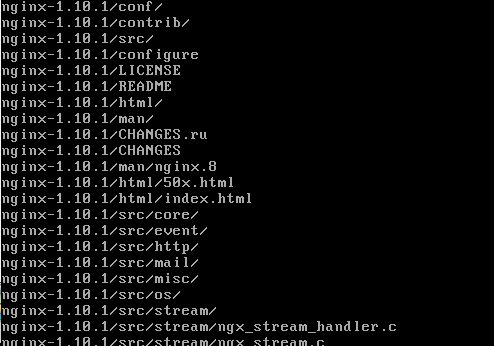 nginx-1.10.1/conf/
nginx-1.10.1/contrib/
nginx-1.10.1/src/
nginx-1.10.1/configure
nginx-1.10.1/LICENSE
nginx-1.10.1/README
nginx-1.10.1/html/
nginx-1.10.1/man/
nginx-1.10.1/CHANGES.ru
nginx-1.10.1/CHANGES
nginx-1.10.1/man/nginx.8
nginx-1.10.1/html/50x.html
nginx-1.10.1/html/index.html
nginx-1.10.1/src/core/
nginx-1.10.1/src/event/
nginx-1.10.1/src/http/
nginx-1.10.1/src/mail/
nginx-1.10.1/src/misc/
nginx-1.10.1/src/os/
nginx-1.10.1/src/stream/
nginx-1.10.1/src/stream/ngx_stream_handler.c
nginx-1.10.1/src/stream/ngx_stream.c